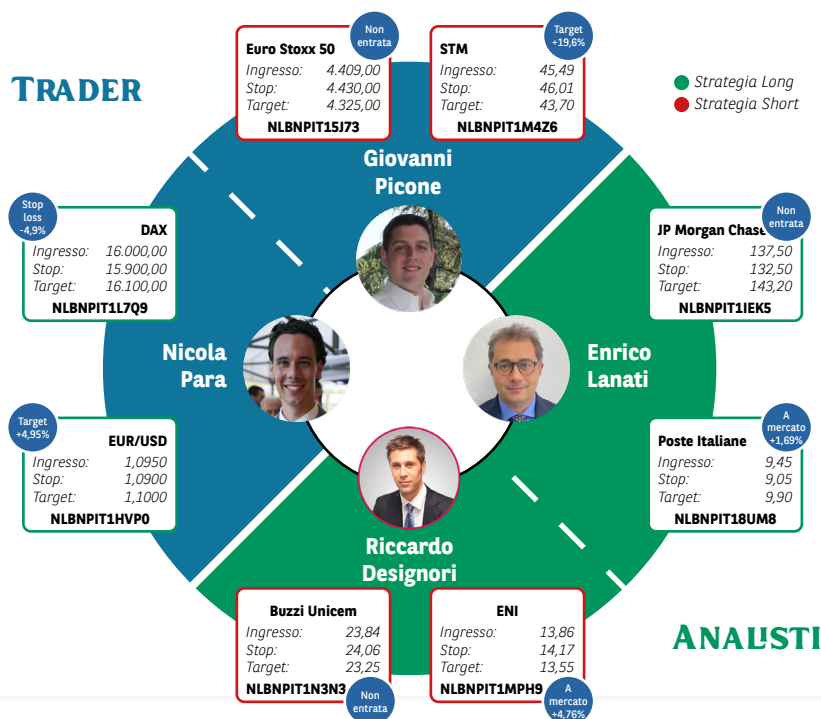 TRADER
Euro Stoxx 50
Non
entrata
Ingresso: 4.409,00
Stop: 4.430,00
Target: 4.325,00
NLBNPIT15J73
STM
Target
+19,6%
Ingresso: 45,49
Stop: 46,01
Target: 43,70
NLBNPIT1M4Z6
Strategia Long
Strategia Short
Giovanni
Picone
Stop
loss
-4,9%
DAX
Ingresso: 16.000,00
Stop: 15.900,00
Target: 16.100,00
NLBNPIT1L7Q9
JP Morgan Chase
Non
entrata
Ingresso: 137,50
Stop: 132,50
Target: 143,20
NLBNPIT1IEK5
Nicola
Para
Enrico
Lanati
Target
+4,95%
EUR/USD
Ingresso: 1,0950
Stop: 1,0900
Target: 1,1000
NLBNPIT1HVP0
Poste Italiane
A
mercato
+1,69%
Ingresso: 9,45
Stop: 9,05
Target: 9,90
NLBNPIT18UM8
Riccardo
Designori
Buzzi Unicem
Ingresso: 23,84
Stop: 24,06
Target: 23,25
NLBNPIT1N3N3
Non
entrata
ENI
Ingresso: 13,86
Stop: 14,17
Target: 13,55
NLBNPIT1MPH9
A
mercato
+4,76%
ANALISTI